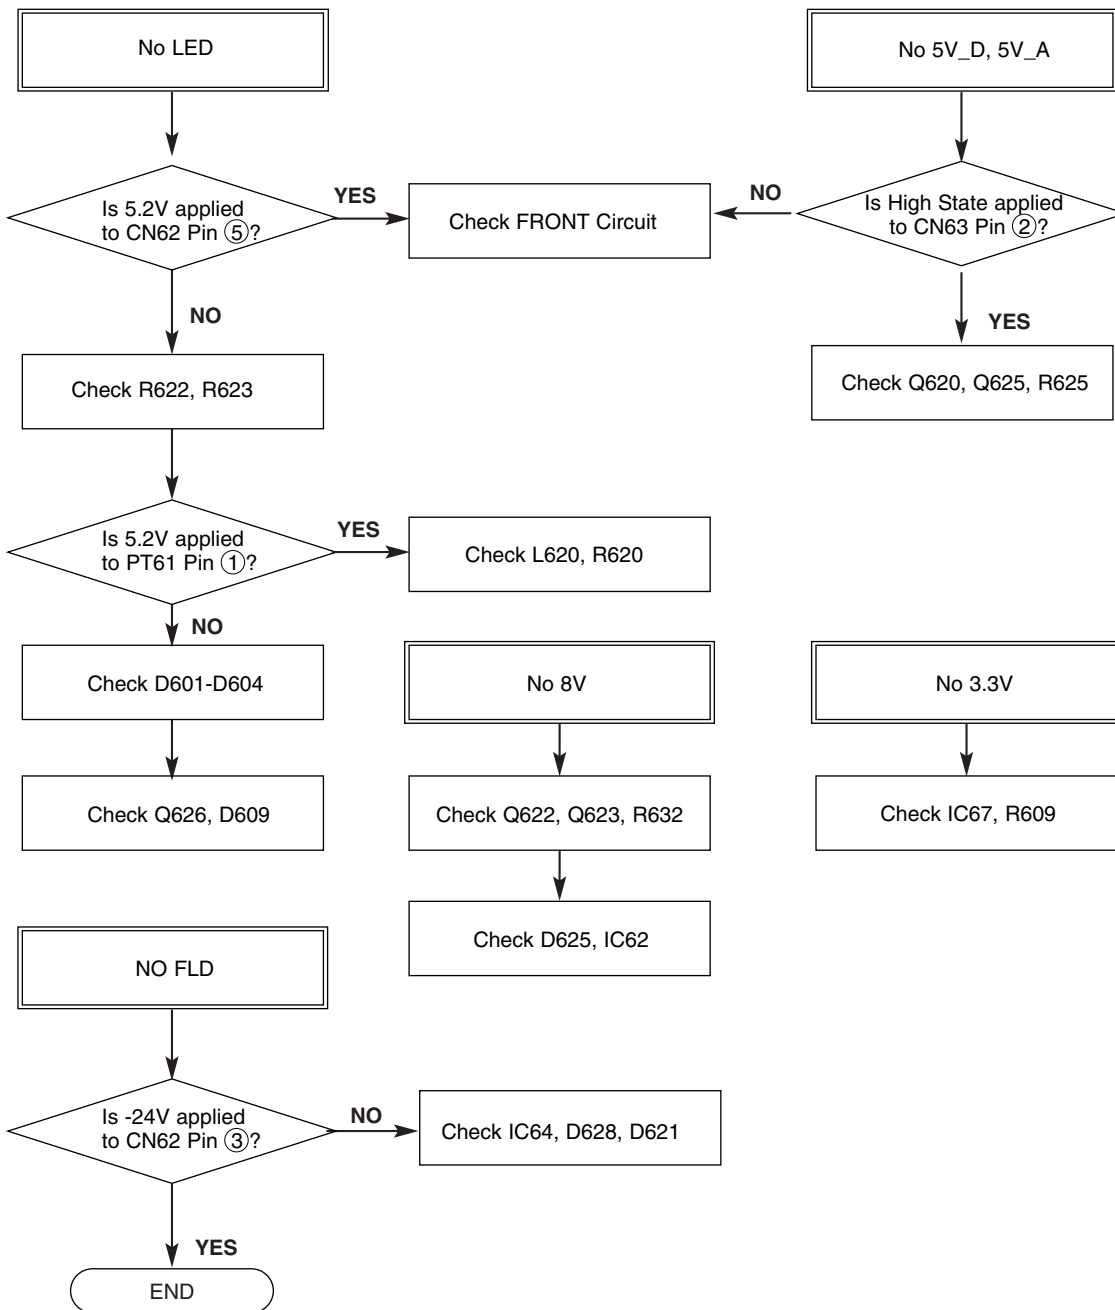 No LED
Is 5.2V applied
to CN62 Pin ⑤?
YES
Check FRONT Circuit
NO
Check R622, R623
Is 5.2V applied
to PT61 Pin ①?
YES
Check L620, R620
NO
Check D601-D604
Check Q626, D609
No 5V_D, 5V_A
Is High State applied
to CN63 Pin ②?
NO
YES
Check Q620, Q625, R625
No 8V
Check Q622, Q623, R632
Check D625, IC62
No 3.3V
Check IC67, R609
NO FLD
Is -24V applied
to CN62 Pin ③?
NO
Check IC64, D628, D621
YES
END